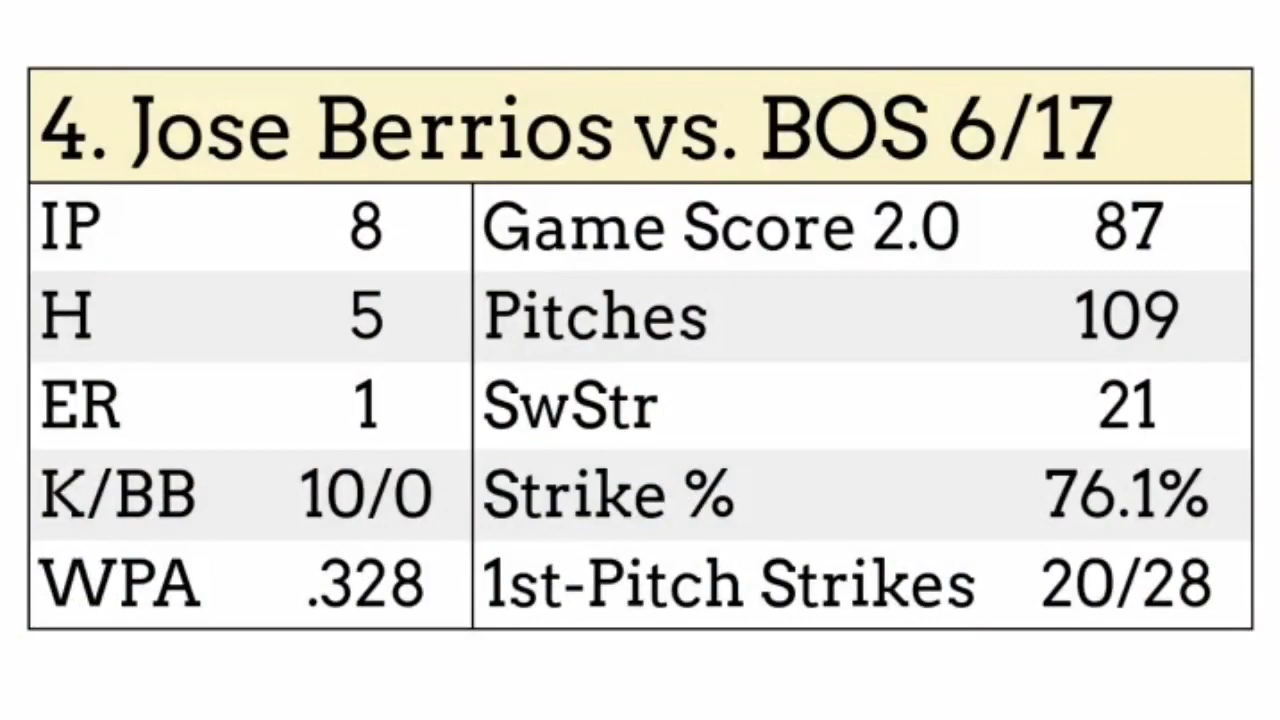 4. Jose Berrios vs. BOS 6/17
IP 8 Game Score 2.0 87
H 5 Pitches 109
ER 1 SwStr 21
K/BB 10/0 Strike % 76.1%
WPA .328 1st-Pitch Strikes 20/28